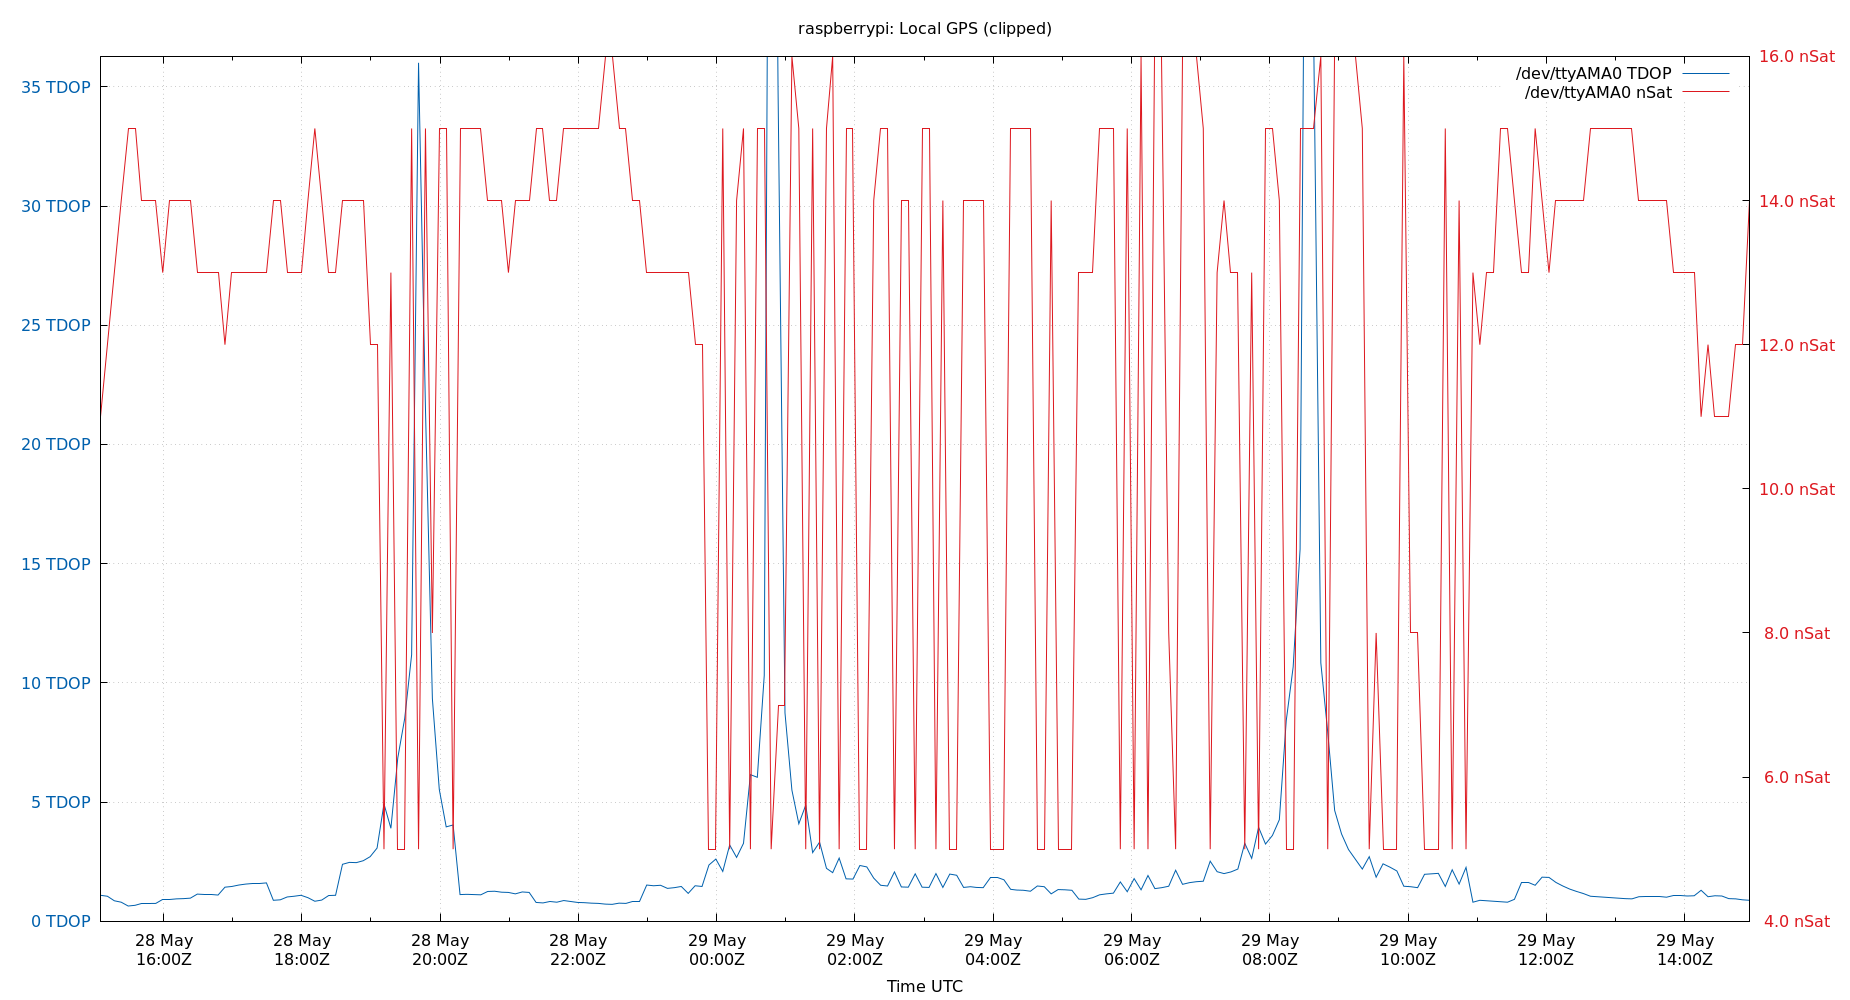 raspberrypi: Local GPS (clipped)
/dev/ttyAMA0 TDOP
/dev/ttyAMA0 nSat
35 TDOP
30 TDOP
25 TDOP
20 TDOP
15 TDOP
10 TDOP
5 TDOP
0 TDOP
16.0 nSat
14.0 nSat
12.0 nSat
10.0 nSat
8.0 nSat
6.0 nSat
4.0 nSat
28 May
16:00Z
28 May
18:00Z
28 May
20:00Z
28 May
22:00Z
29 May
00:00Z
29 May
02:00Z
29 May
04:00Z
29 May
06:00Z
29 May
08:00Z
29 May
10:00Z
29 May
12:00Z
29 May
14:00Z
Time UTC